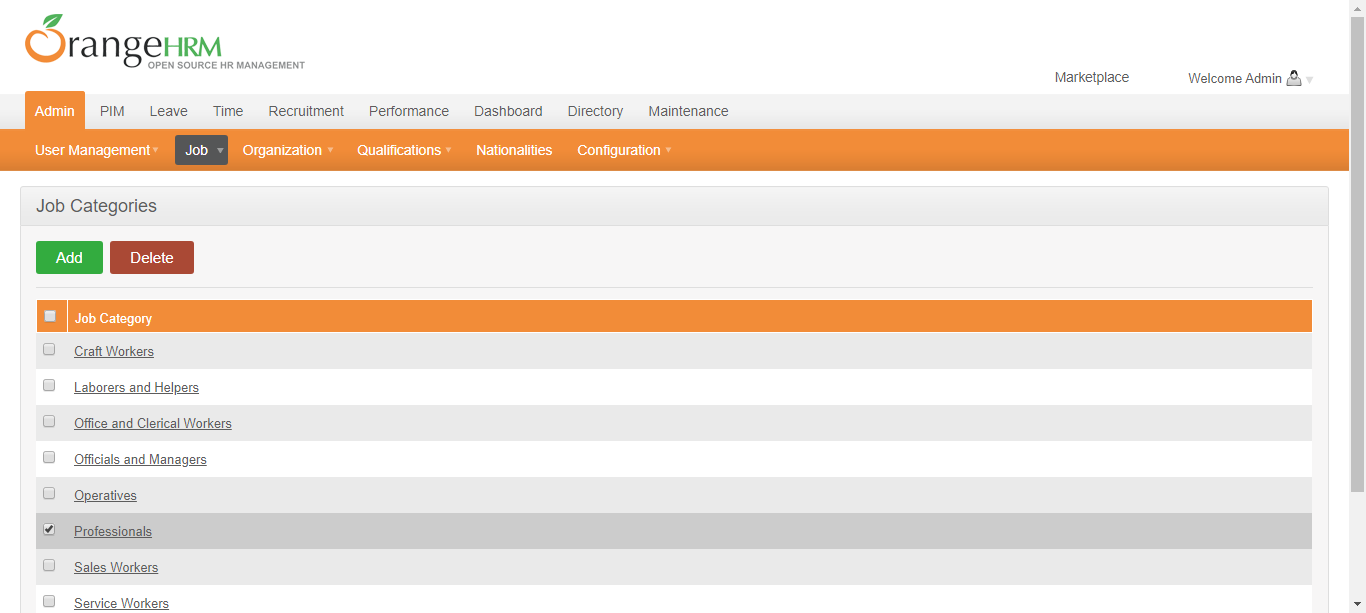 OrangeHRM
OPEN SOURCE HR MANAGEMENT
Marketplace Welcome Admin
Admin PIM Leave Time Recruitment Performance Dashboard Directory Maintenance
User Management Job Organization Qualifications Nationalities Configuration
Job Categories
Add Delete
Job Category
Craft Workers
Laborers and Helpers
Office and Clerical Workers
Officials and Managers
Operatives
Professionals
Sales Workers
Service Workers